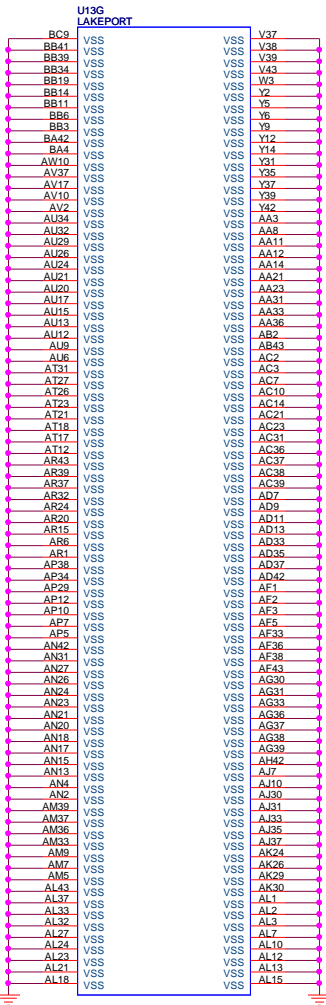 U13G
LAKEPORT
BC9 VSS VSS V37
BB41 VSS VSS V38
BB39 VSS VSS V39
BB34 VSS VSS V43
BB19 VSS VSS W3
BB14 VSS VSS Y2
BB11 VSS VSS Y5
BB6 VSS VSS Y6
BB3 VSS VSS Y9
BA42 VSS VSS Y12
BA4 VSS VSS Y14
AW10 VSS VSS Y31
AV37 VSS VSS Y35
AV17 VSS VSS Y37
AV10 VSS VSS Y39
AV2 VSS VSS Y42
AU34 VSS VSS AA3
AU32 VSS VSS AA8
AU29 VSS VSS AA11
AU26 VSS VSS AA12
AU24 VSS VSS AA14
AU21 VSS VSS AA21
AU20 VSS VSS AA23
AU17 VSS VSS AA31
AU15 VSS VSS AA33
AU13 VSS VSS AA36
AU12 VSS VSS AB2
AU9 VSS VSS AB43
AU6 VSS VSS AC2
AT31 VSS VSS AC3
AT27 VSS VSS AC7
AT26 VSS VSS AC10
AT23 VSS VSS AC14
AT21 VSS VSS AC21
AT18 VSS VSS AC23
AT17 VSS VSS AC31
AT12 VSS VSS AC36
AR43 VSS VSS AC37
AR39 VSS VSS AC38
AR37 VSS VSS AC39
AR32 VSS VSS AD7
AR24 VSS VSS AD9
AR20 VSS VSS AD11
AR15 VSS VSS AD13
AR6 VSS VSS AD33
AR1 VSS VSS AD35
AP38 VSS VSS AD37
AP34 VSS VSS AD42
AP29 VSS VSS AF1
AP12 VSS VSS AF2
AP10 VSS VSS AF3
AP7 VSS VSS AF5
AP5 VSS VSS AF33
AN42 VSS VSS AF36
AN31 VSS VSS AF38
AN27 VSS VSS AF43
AN26 VSS VSS AG30
AN24 VSS VSS AG31
AN23 VSS VSS AG33
AN21 VSS VSS AG36
AN20 VSS VSS AG37
AN18 VSS VSS AG38
AN17 VSS VSS AG39
AN15 VSS VSS AH42
AN13 VSS VSS AJ7
AN4 VSS VSS AJ10
AN2 VSS VSS AJ30
AM39 VSS VSS AJ31
AM37 VSS VSS AJ33
AM36 VSS VSS AJ35
AM33 VSS VSS AJ37
AM9 VSS VSS AK24
AM7 VSS VSS AK26
AM5 VSS VSS AK29
AL43 VSS VSS AK30
AL37 VSS VSS AL1
AL33 VSS VSS AL2
AL32 VSS VSS AL3
AL27 VSS VSS AL7
AL24 VSS VSS AL10
AL23 VSS VSS AL12
AL21 VSS VSS AL13
AL18 VSS VSS AL15